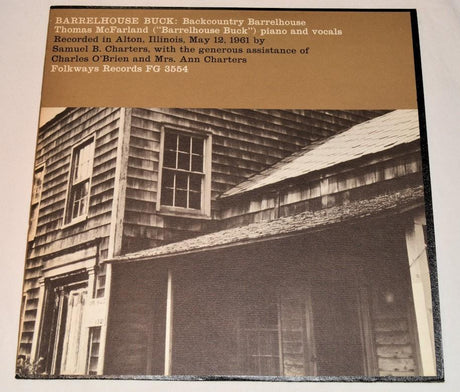 BARRELHOUSE BUCK: Backcountry Barrelhouse
Thomas McFarland ("Barrelhouse Buck") piano and vocals
Recorded in Alton, Illinois, May 12, 1961 by
Samuel B. Charters, with the generous assistance of
Charles O'Brien and Mrs. Ann Charters
Folkways Records FG 3554